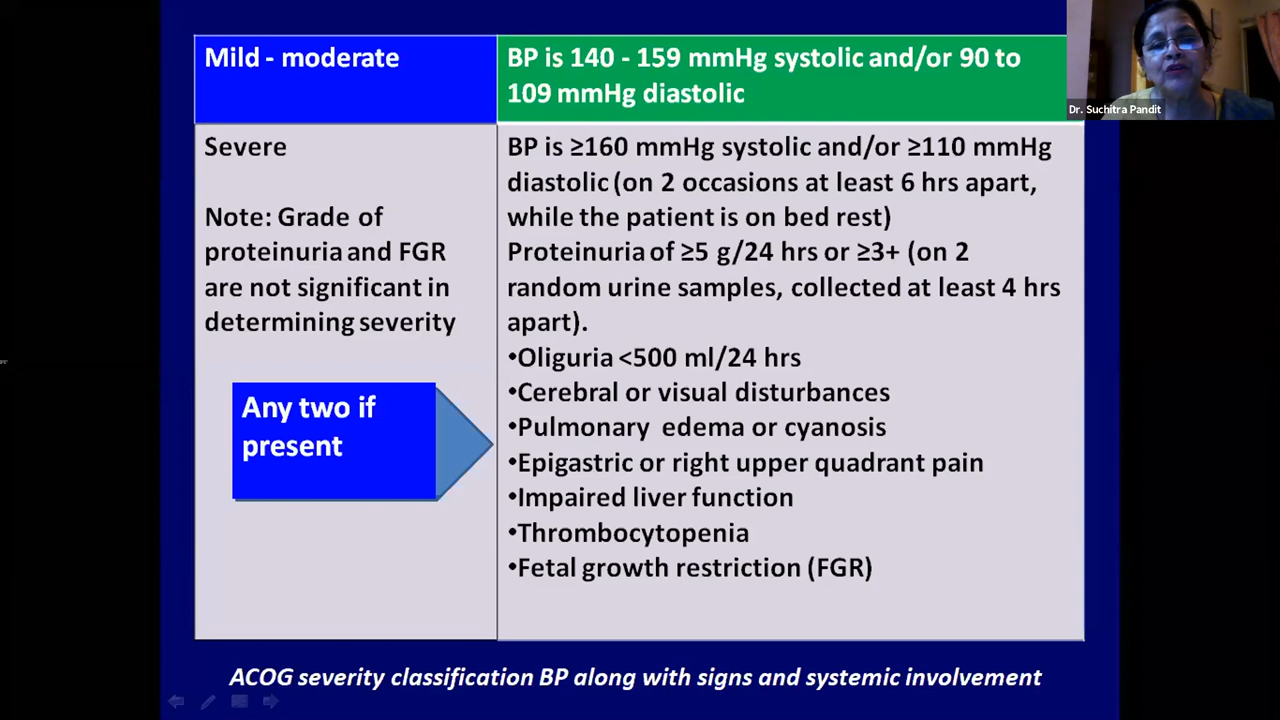 Mild - moderate
BP is 140 - 159 mmHg systolic and/or 90 to
109 mmHg diastolic
Dr. Suchitra Pandit
Severe
Note: Grade of
proteinuria and FGR
are not significant in
determining severity
Any two if
present
BP is ≥160 mmHg systolic and/or ≥110 mmHg
diastolic (on 2 occasions at least 6 hrs apart,
while the patient is on bed rest)
Proteinuria of ≥5 g/24 hrs or ≥3+ (on 2
random urine samples, collected at least 4 hrs
apart).
•Oliguria <500 ml/24 hrs
•Cerebral or visual disturbances
•Pulmonary edema or cyanosis
•Epigastric or right upper quadrant pain
•Impaired liver function
•Thrombocytopenia
•Fetal growth restriction (FGR)
ACOG severity classification BP along with signs and systemic involvement